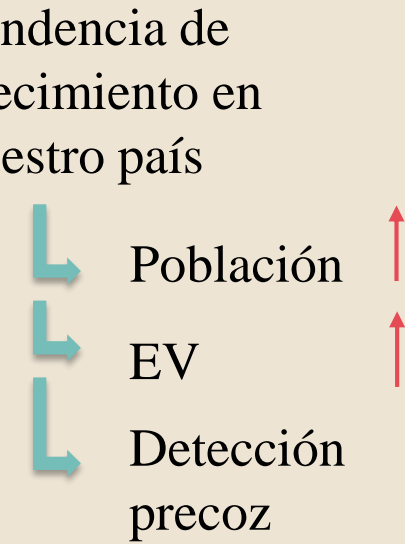 ndencia de
ecimiento en
estro país
Población
EV
Detección
precoz